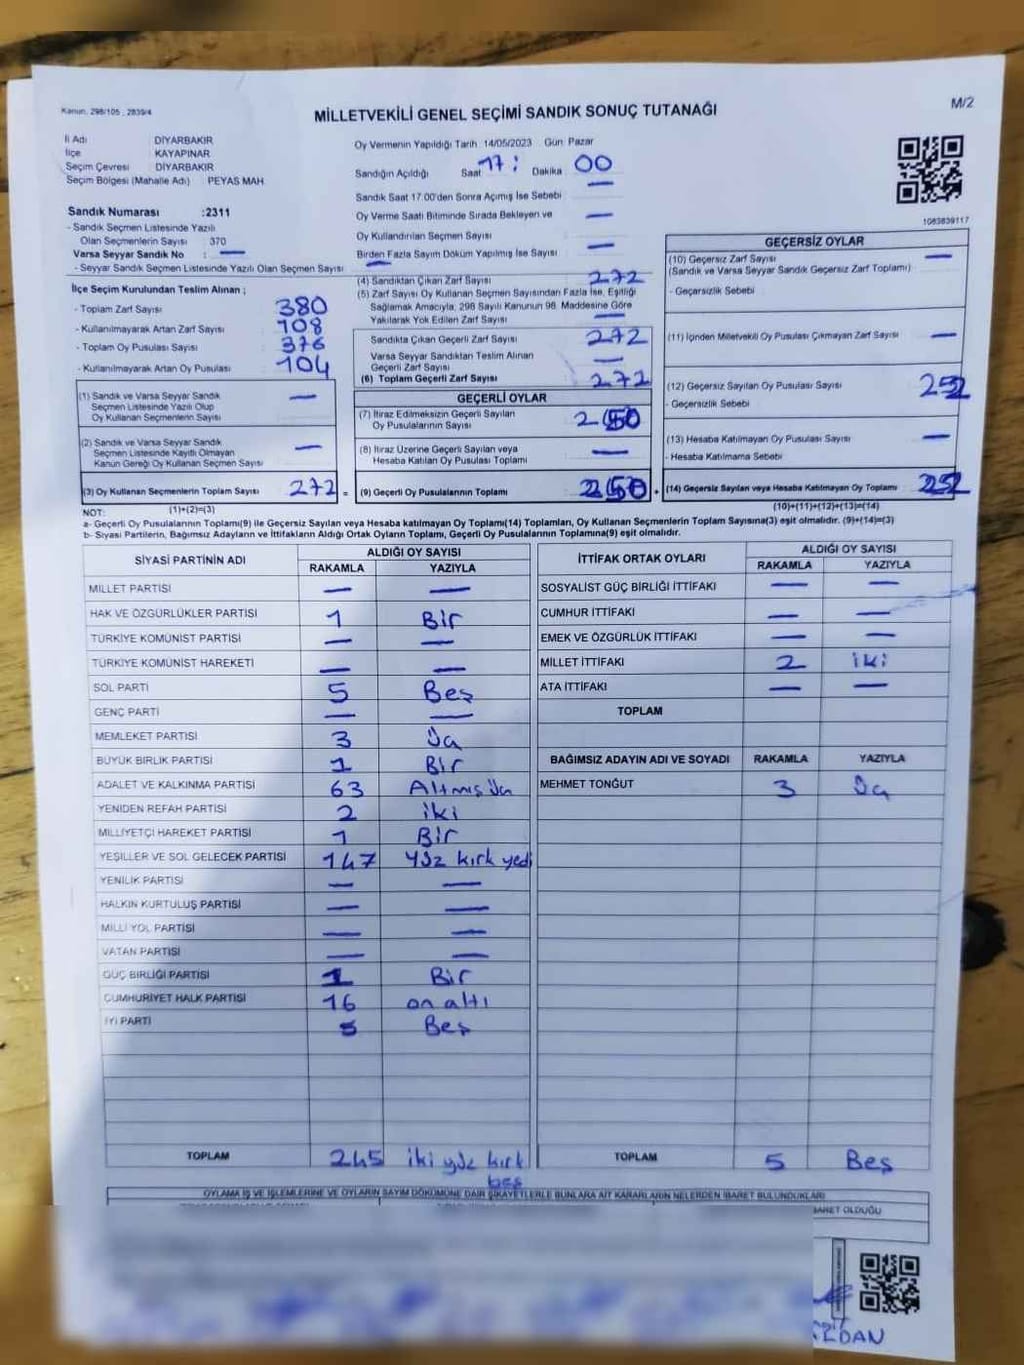 Kanun, 298/105 , 2839/4
MİLLETVEKİLİ GENEL SEÇİMİ SANDIK SONUÇ TUTANAĞI
M/2
İl Adı DİYARBAKIR
İlçe KAYAPINAR
Seçim Çevresi DİYARBAKIR
Seçim Bölgesi (Mahalle Adı) PEYAS MAH
Sandık Numarası :2311
- Sandık Seçmen Listesinde Yazılı
Olan Seçmenlerin Sayısı : 370
Varsa Seyyar Sandık No : —
- Seyyar Sandık Seçmen Listesinde Yazılı Olan Seçmen Sayısı —
İlçe Seçim Kurulundan Teslim Alınan ;
- Toplam Zarf Sayısı : 380
- Kullanılmayarak Artan Zarf Sayısı : 108
- Toplam Oy Pusulası Sayısı : 376
- Kullanılmayarak Artan Oy Pusulası : 104
(1) Sandık ve Varsa Seyyar Sandık
Seçmen Listesinde Yazılı Olup
Oy Kullanan Seçmenlerin Sayısı —
(2) Sandık ve Varsa Seyyar Sandık
Seçmen Listesinde Kayıtlı Olmayan
Kanun Gereği Oy Kullanan Seçmen Sayısı —
(3) Oy Kullanan Seçmenlerin Toplam Sayısı 272 =
Oy Vermenin Yapıldığı Tarih 14/05/2023 Gün Pazar
Sandığın Açıldığı Saat 17 : Dakika 00
Sandık Saat 17.00'den Sonra Açımış İse Sebebi —
Oy Verme Saati Bitiminde Sırada Bekleyen ve —
Oy Kullandırılan Seçmen Sayısı
Birden Fazla Sayım Döküm Yapılmış İse Sayısı —
(4) Sandıktan Çıkan Zarf Sayısı 272
(5) Zarf Sayısı Oy Kullanan Seçmen Sayısından Fazla İse, Eşitliği
Sağlamak Amacıyla, 298 Sayılı Kanunun 98. Maddesine Göre
Yakılarak Yok Edilen Zarf Sayısı —
Sandıkta Çıkan Geçerli Zarf Sayısı 272
Varsa Seyyar Sandıktan Teslim Alınan
Geçerli Zarf Sayısı —
(6) Toplam Geçerli Zarf Sayısı 272
GEÇERLİ OYLAR
(7) İtiraz Edilmeksizin Geçerli Sayılan
Oy Pusulalarının Sayısı 250
(8) İtiraz Üzerine Geçerli Sayılan veya
Hesaba Katılan Oy Pusulası Toplamı —
(9) Geçerli Oy Pusulalarının Toplamı 250 +
1083839117
GEÇERSİZ OYLAR
(10) Geçersiz Zarf Sayısı —
(Sandık ve Varsa Seyyar Sandık Geçersiz Zarf Toplamı)
- Geçersizlik Sebebi
(11) İçinden Milletvekili Oy Pusulası Çıkmayan Zarf Sayısı —
(12) Geçersiz Sayılan Oy Pusulası Sayısı
- Geçersizlik Sebebi
(13) Hesaba Katılmayan Oy Pusulası Sayısı —
- Hesaba Katılmama Sebebi
(14) Geçersiz Sayılan veya Hesaba Katılmayan Oy Toplamı
NOT: (1)+(2)=(3) (10)+(11)+(12)+(13)=(14)
a- Geçerli Oy Pusulalarının Toplamı(9) ile Geçersiz Sayılan veya Hesaba katılmayan Oy Toplamı(14) Toplamları, Oy Kullanan Seçmenlerin Toplam Sayısına(3) eşit olmalıdır. (9)+(14)=(3)
b- Siyasi Partilerin, Bağımsız Adayların ve İttifakların Aldığı Ortak Oyların Toplamı, Geçerli Oy Pusulalarının Toplamına(9) eşit olmalıdır.
SİYASİ PARTİNİN ADI ALDIĞI OY SAYISI
RAKAMLA YAZIYLA
MİLLET PARTİSİ — —
HAK VE ÖZGÜRLÜKLER PARTİSİ 1 Bir
TÜRKİYE KOMÜNİST PARTİSİ — —
TÜRKİYE KOMÜNİST HAREKETİ — —
SOL PARTİ 5 Beş
GENÇ PARTİ — —
MEMLEKET PARTİSİ 3 Üç
BÜYÜK BİRLİK PARTİSİ 1 Bir
ADALET VE KALKINMA PARTİSİ 63 Altmış üç
YENİDEN REFAH PARTİSİ 2 iki
MİLLİYETÇİ HAREKET PARTİSİ 1 Bir
YEŞİLLER VE SOL GELECEK PARTİSİ 147 Yüz kırk yedi
YENİLİK PARTİSİ — —
HALKIN KURTULUŞ PARTİSİ — —
MİLLİ YOL PARTİSİ — —
VATAN PARTİSİ — —
GÜÇ BİRLİĞİ PARTİSİ 1 Bir
CUMHURİYET HALK PARTİSİ 16 on altı
İYİ PARTİ 5 Beş
TOPLAM 245 iki yüz kırk
beş
İTTİFAK ORTAK OYLARI ALDIĞI OY SAYISI
RAKAMLA YAZIYLA
SOSYALİST GÜÇ BİRLİĞİ İTTİFAKI — —
CUMHUR İTTİFAKI — —
EMEK VE ÖZGÜRLÜK İTTİFAKI — —
MİLLET İTTİFAKI 2 iki
ATA İTTİFAKI — —
TOPLAM
BAĞIMSIZ ADAYIN ADI VE SOYADI RAKAMLA YAZIYLA
MEHMET TONĞUT 3 Üç
TOPLAM 5 Beş
OYLAMA İŞ VE İŞLEMLERİNE VE OYLARIN SAYIM DÖKÜMÜNE DAİR ŞİKAYETLERLE BUNLARA AİT KARARLARIN NELERDEN İBARET BULUNDUKLARI
OLDUĞU